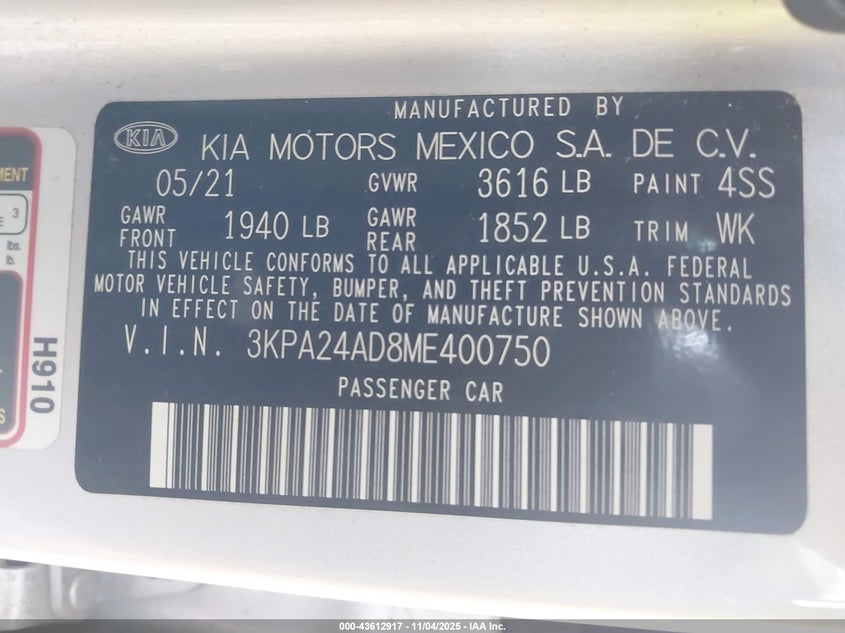 MANUFACTURED BY
KIA KIA MOTORS MEXICO S.A. DE C.V.
05/21 GVWR 3616 LB PAINT 4SS
GAWR FRONT 1940 LB GAWR REAR 1852 LB TRIM WK
THIS VEHICLE CONFORMS TO ALL APPLICABLE U.S.A. FEDERAL
MOTOR VEHICLE SAFETY, BUMPER, AND THEFT PREVENTION STANDARDS
IN EFFECT ON THE DATE OF MANUFACTURE SHOWN ABOVE.
V.I.N. 3KPA24AD8ME400750
PASSENGER CAR
3
lbs.
lb.
H910
000-43612917 | 11/04/2025 - IAA Inc.